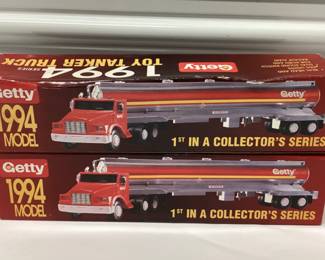 Getty
1994 SERIES
TOY TANKER TRUCK
Getty
Getty
1994
MODEL
1ST IN A COLLECTOR'S SERIES
Getty
Getty
1994
MODEL
1ST IN A COLLECTOR'S SERIES